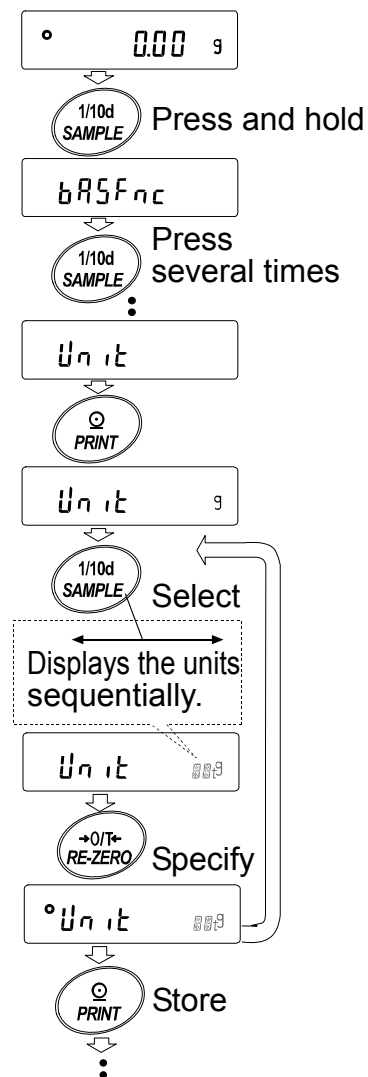 0.00 g
1/10d
SAMPLE
Press and hold
bASFnc
1/10d
SAMPLE
Press
several times
Unit
PRINT
Unit g
1/10d
SAMPLE
Select
Displays the units
sequentially.
Unit
→0/T←
RE-ZERO
Specify
Unit
PRINT
Store